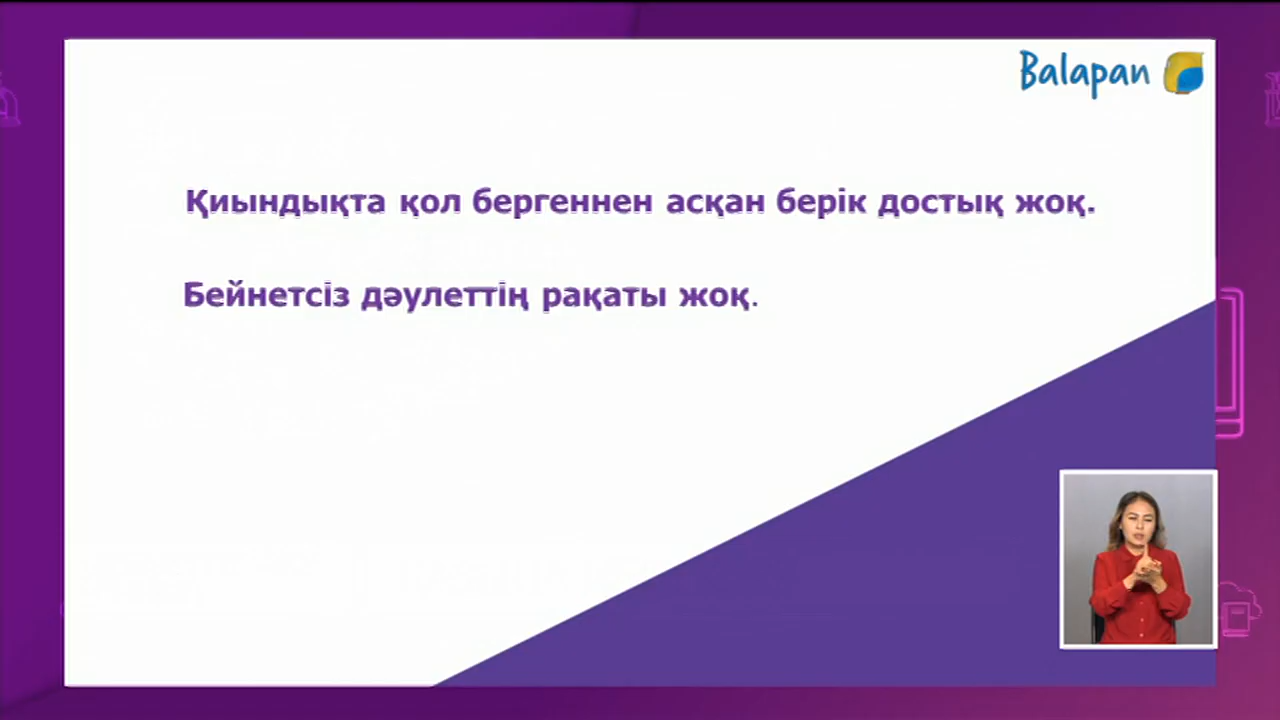 Balapan
Қиындықта қол бергеннен асқан берік достық жоқ.
Бейнетсіз дәулеттің рақаты жоқ.